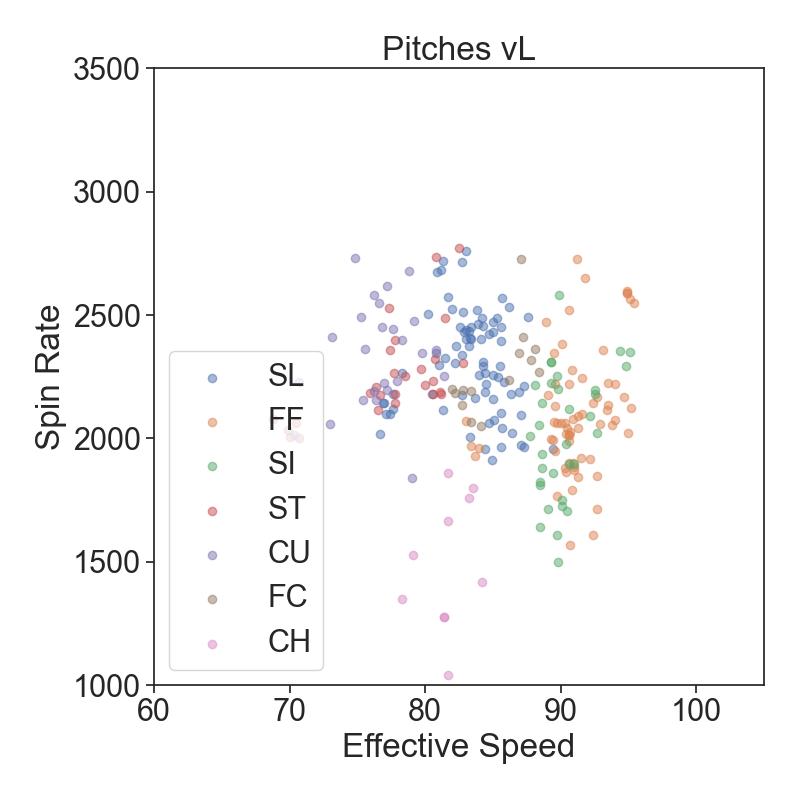 Pitches vL
3500
3000
2500
2000
1500
1000
Spin Rate
SL
FF
SI
ST
CU
FC
CH
60 70 80 90 100
Effective Speed